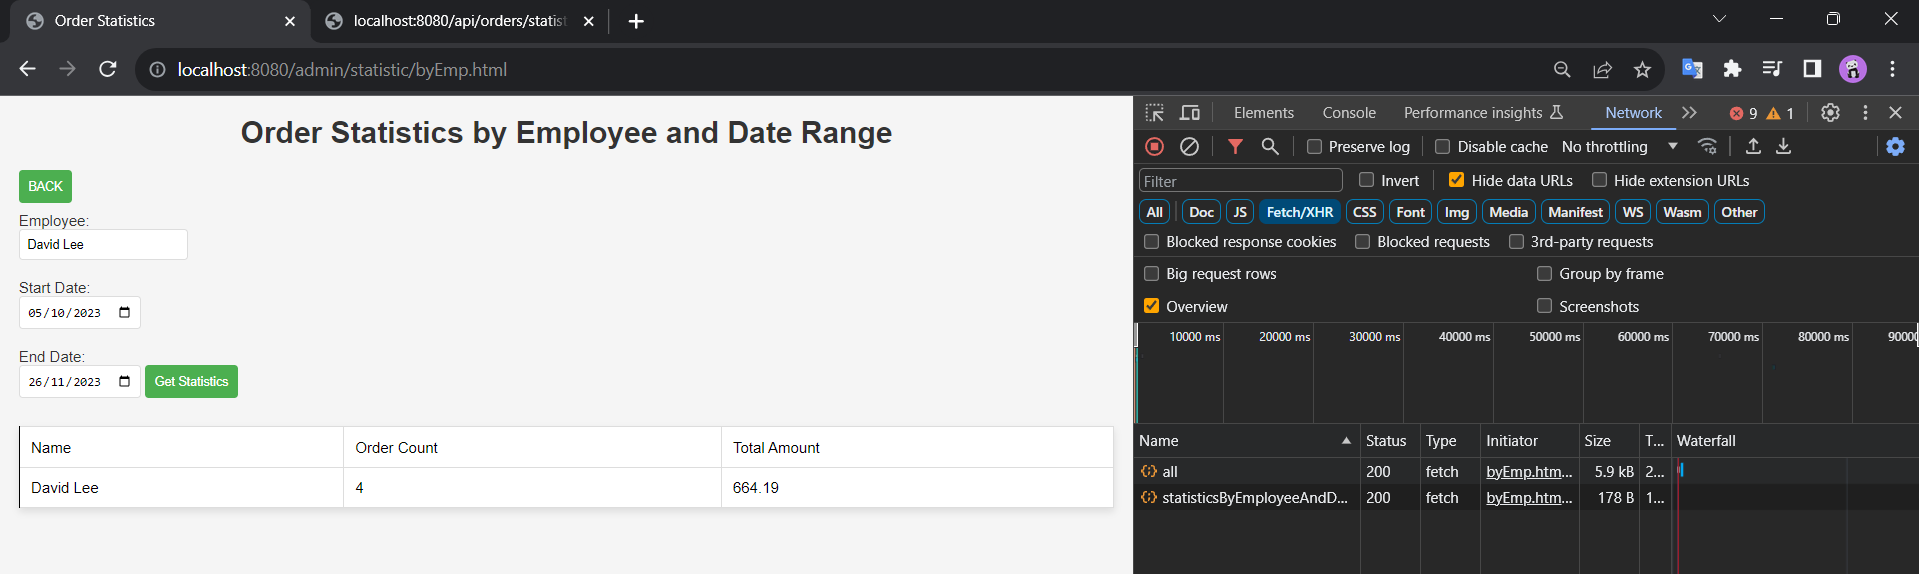 Order Statistics
localhost:8080/api/orders/statist
localhost:8080/admin/statistic/byEmp.html
Order Statistics by Employee and Date Range
BACK
Employee:
David Lee
Start Date:
05/10/2023
End Date:
26/11/2023 Get Statistics
Name Order Count Total Amount
David Lee 4 664.19
Elements Console Performance insights Network 9 1
Preserve log Disable cache No throttling
Filter Invert Hide data URLs Hide extension URLs
All Doc JS Fetch/XHR CSS Font Img Media Manifest WS Wasm Other
Blocked response cookies Blocked requests 3rd-party requests
Big request rows Group by frame
Overview Screenshots
10000 ms 20000 ms 30000 ms 40000 ms 50000 ms 60000 ms 70000 ms 80000 ms 9000
Name Status Type Initiator Size T... Waterfall
all 200 fetch byEmp.htm... 5.9 kB 2...
statisticsByEmployeeAndD... 200 fetch byEmp.htm... 178 B 1...